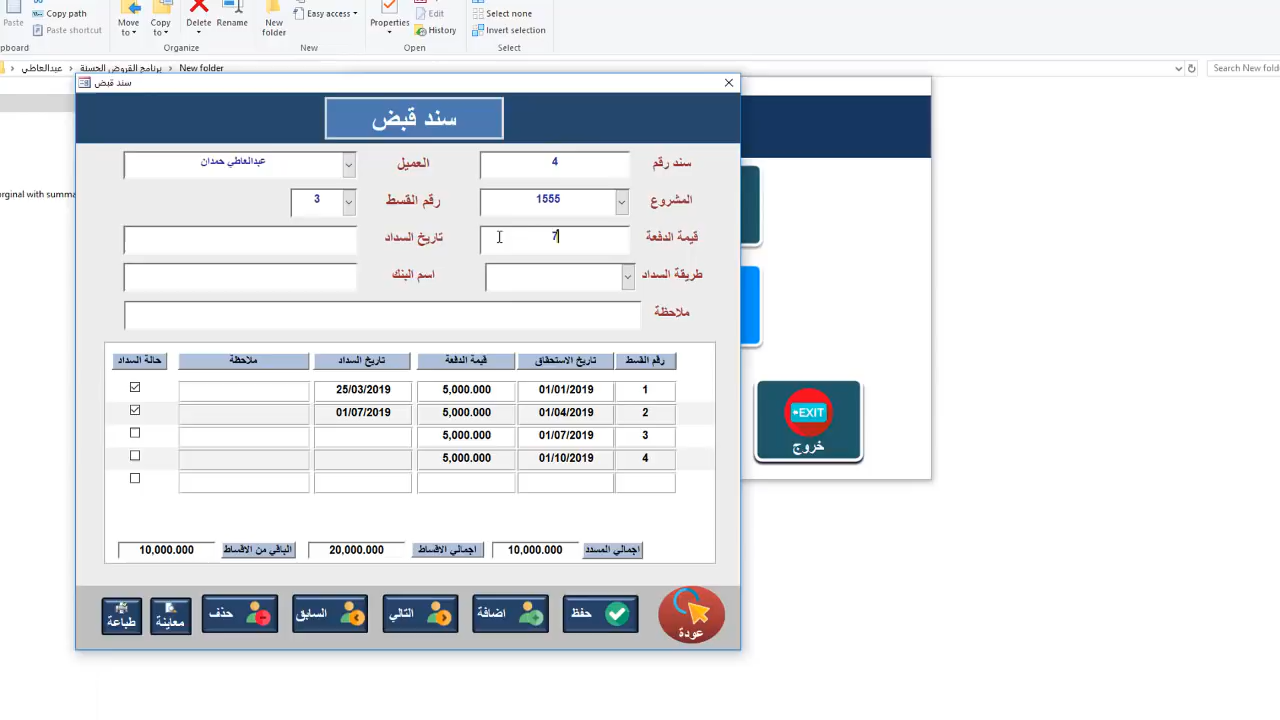 Copy path
Paste
Paste shortcut
lipboard
Move to
Copy to
Delete
Rename
Organize
New folder
Easy access
New
Properties
Edit
History
Open
Select none
Invert selection
Select
عبدالعاطي
برنامج القروض الحسنة
New folder
Search New fold
orginal with summa
سند قبض
سند قبض
سند رقم
4
العميل
عبدالعاطي حمدان
المشروع
1555
رقم القسط
3
قيمة الدفعة
7
تاريخ السداد
طريقة السداد
اسم البنك
ملاحظة
رقم القسط
تاريخ الاستحقاق
قيمة الدفعة
تاريخ السداد
ملاحظة
حالة السداد
1 01/01/2019 5,000.000 25/03/2019
2 01/04/2019 5,000.000 01/07/2019
3 01/07/2019 5,000.000
4 01/10/2019 5,000.000
اجمالي المسدد 10,000.000
اجمالي الاقساط 20,000.000
الباقي من الاقساط 10,000.000
عودة
حفظ
اضافة
التالي
السابق
حذف
معاينة
طباعة
EXIT
خروج